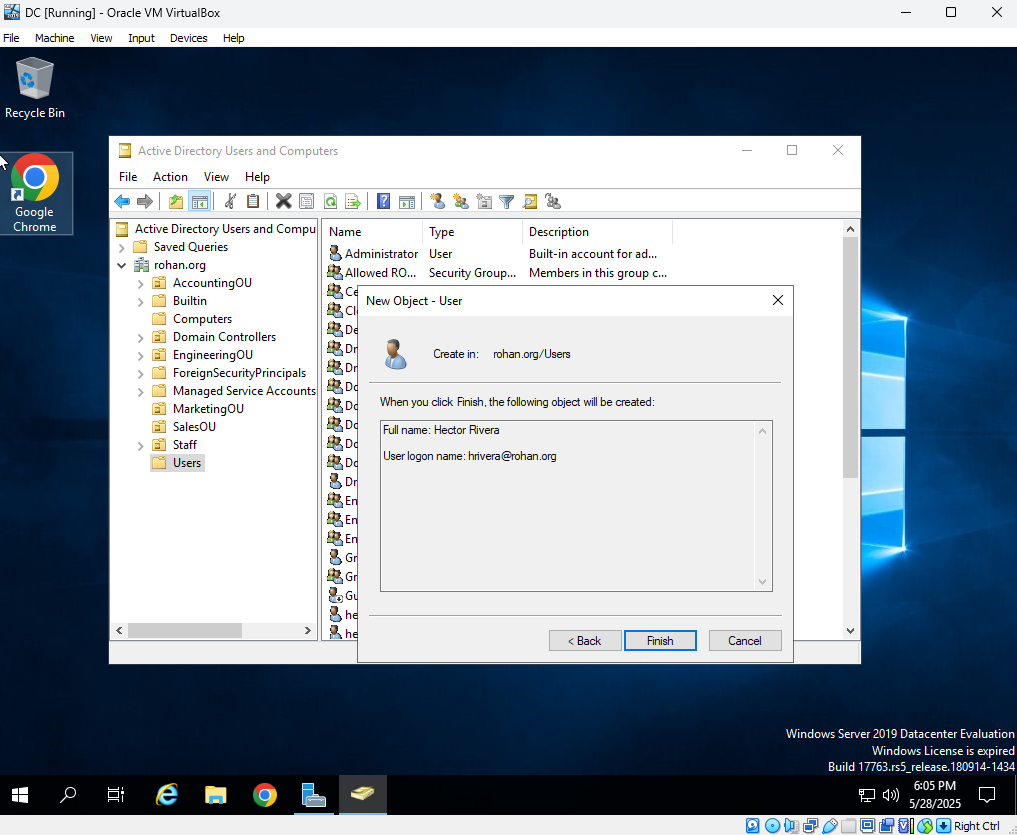 DC [Running] - Oracle VM VirtualBox
File Machine View Input Devices Help
Recycle Bin
Google
Chrome
Active Directory Users and Computers
File Action View Help
Active Directory Users and Compu
Saved Queries
rohan.org
AccountingOU
Builtin
Computers
Domain Controllers
EngineeringOU
ForeignSecurityPrincipals
Managed Service Accounts
MarketingOU
SalesOU
Staff
Users
Name Type Description
Administrator User Built-in account for ad...
Allowed RO... Security Group... Members in this group c...
Ce
Cl
De
Dn
Dn
Do
Do
Do
Do
Do
Dr
En
En
En
Gr
Gr
Gu
he
he
New Object - User
Create in: rohan.org/Users
When you click Finish, the following object will be created:
Full name: Hector Rivera
User logon name: hrivera@rohan.org
< Back Finish Cancel
Windows Server 2019 Datacenter Evaluation
Windows License is expired
Build 17763.rs5_release.180914-1434
6:05 PM
5/28/2025
Right Ctrl